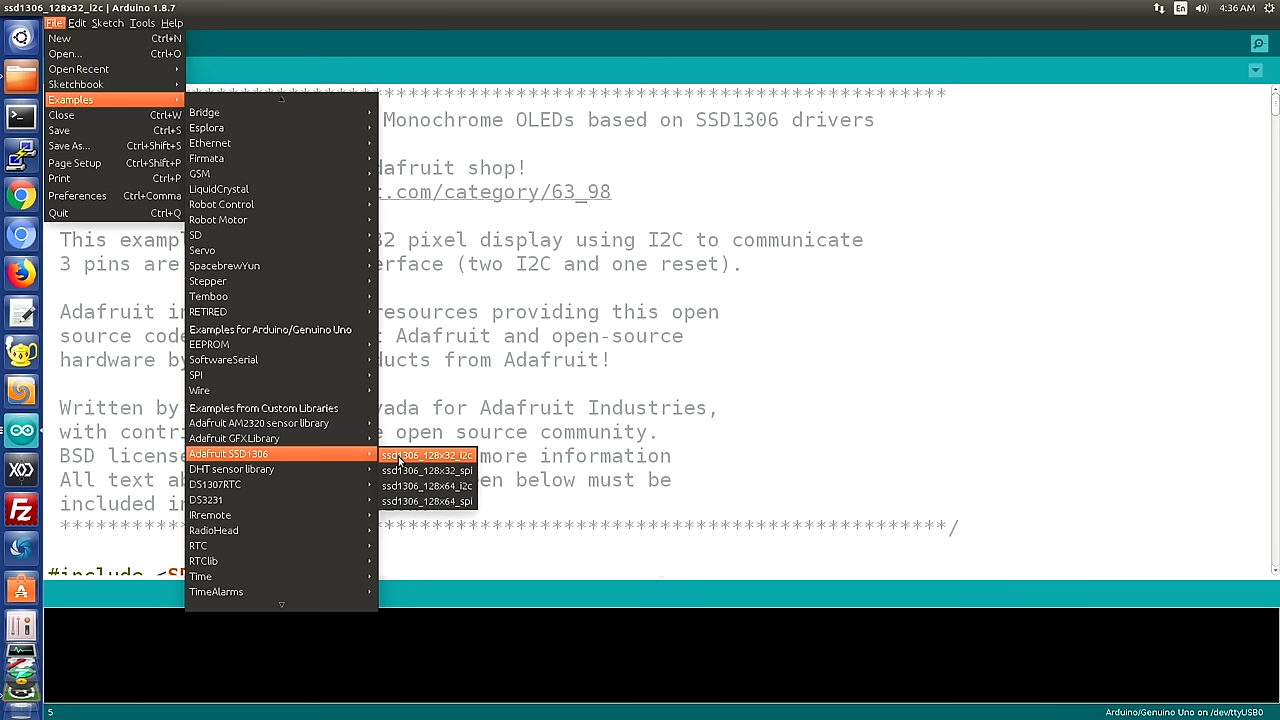 ssd1306_128x32_i2c | Arduino 1.8.7
En
4:36 AM
File Edit Sketch Tools Help
New Ctrl+N
Open... Ctrl+O
Open Recent
Sketchbook
Examples
Close Ctrl+W
Save Ctrl+S
Save As... Ctrl+Shift+S
Page Setup Ctrl+Shift+P
Print Ctrl+P
Preferences Ctrl+Comma
Quit Ctrl+Q
Bridge
Esplora
Ethernet
Firmata
GSM
LiquidCrystal
Robot Control
Robot Motor
SD
Servo
SpacebrewYun
Stepper
Temboo
RETIRED
Examples for Arduino/Genuino Uno
EEPROM
SoftwareSerial
SPI
Wire
Examples from Custom Libraries
Adafruit AM2320 sensor library
Adafruit GFX Library
Adafruit SSD1306
DHT sensor library
DS1307RTC
DS3231
IRremote
RadioHead
RTC
RTClib
Time
TimeAlarms
ssd1306_128x32_i2c
ssd1306_128x32_spi
ssd1306_128x64_i2c
ssd1306_128x64_spi
Monochrome OLEDs based on SSD1306 drivers
dafruit shop!
t.com/category/63_98
This examp 32 pixel display using I2C to communicate
3 pins are erface (two I2C and one reset).
Adafruit in resources providing this open
source code t Adafruit and open-source
hardware by ducts from Adafruit!
Written by vada for Adafruit Industries,
with contri e open source community.
BSD license more information
All text ab en below must be
included in
*/
#include <SP
5
Arduino/Genuino Uno on /dev/ttyUSB0